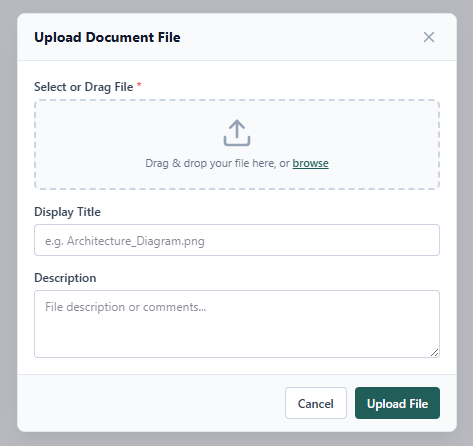 Upload Document File
Select or Drag File *
Drag & drop your file here, or browse
Display Title
e.g. Architecture_Diagram.png
Description
File description or comments...
Cancel
Upload File